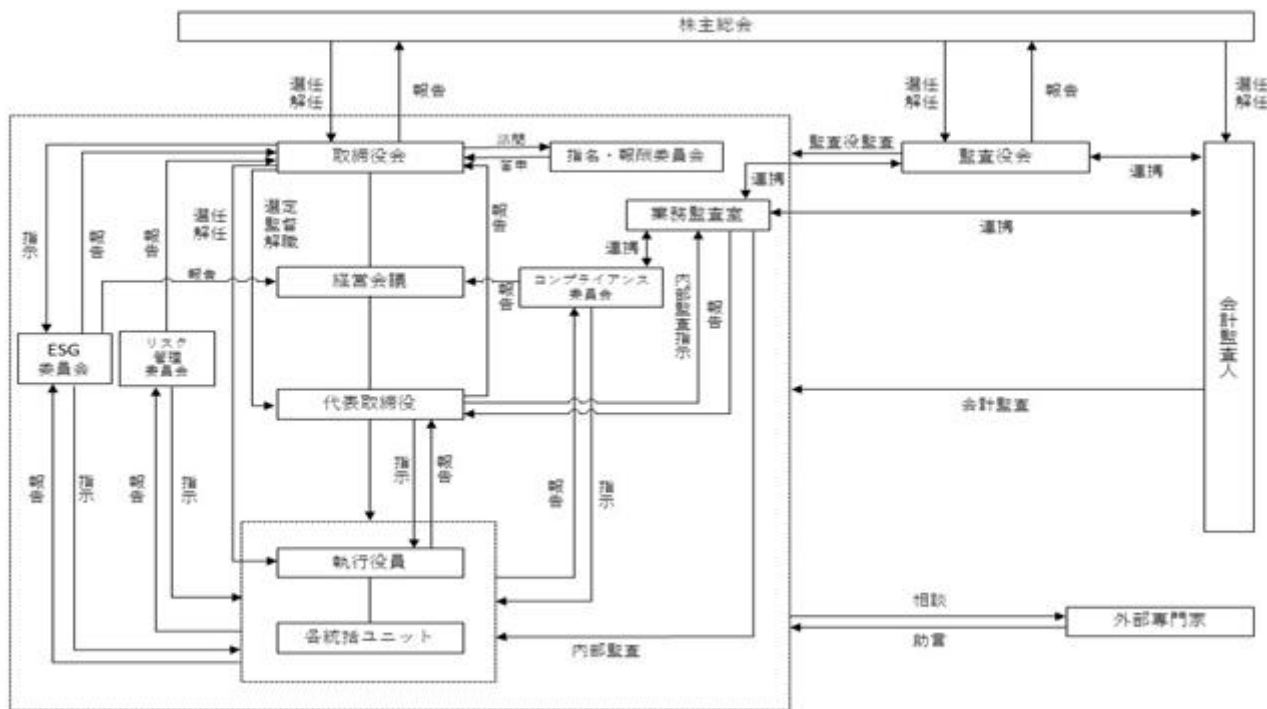 株主総会
選任
解任
報告
選任
解任
報告
選任
解任
取締役会
諮問
答申
指名・報酬委員会
監査役監査
監査役会
連携
連携
業務監査室
連携
指示
報告
報告
選任
解任
選定
監督
解職
報告
連携
報告
経営会議
報告
コンプライアンス
委員会
内部監査指示
報告
会計監査人
ESG
委員会
リスク
管理
委員会
代表取締役
会計監査
報告
指示
報告
指示
指示
報告
報告
指示
執行役員
各統括ユニット
内部監査
相談
助言
外部専門家